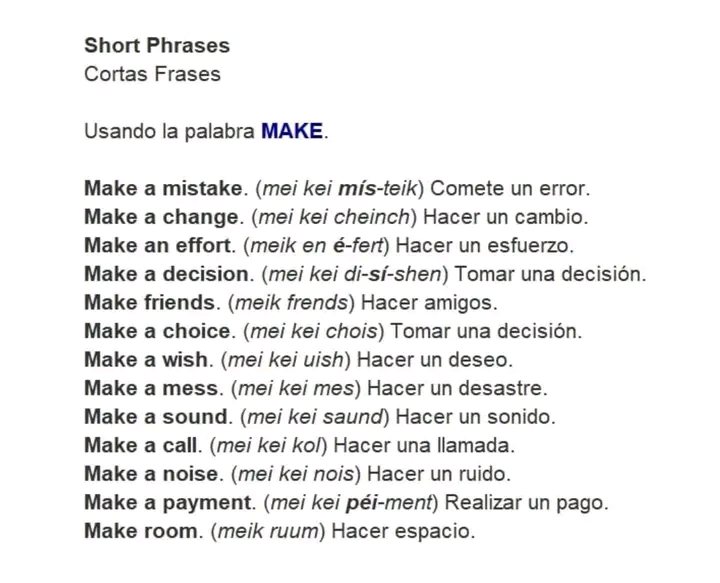 Short Phrases
Cortas Frases
Usando la palabra MAKE.
Make a mistake. (mei kei mís-teik) Comete un error.
Make a change. (mei kei cheinch) Hacer un cambio.
Make an effort. (meik en é-fert) Hacer un esfuerzo.
Make a decision. (mei kei di-sí-shen) Tomar una decisión.
Make friends. (meik frends) Hacer amigos.
Make a choice. (mei kei chois) Tomar una decisión.
Make a wish. (mei kei uish) Hacer un deseo.
Make a mess. (mei kei mes) Hacer un desastre.
Make a sound. (mei kei saund) Hacer un sonido.
Make a call. (mei kei kol) Hacer una llamada.
Make a noise. (mei kei nois) Hacer un ruido.
Make a payment. (mei kei péi-ment) Realizar un pago.
Make room. (meik ruum) Hacer espacio.